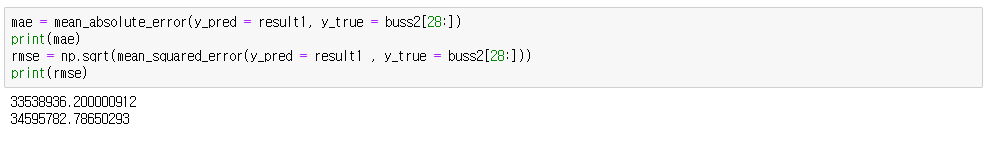 mae = mean_absolute_error(y_pred = result1, y_true = buss2[28:])
print(mae)
rmse = np.sqrt(mean_squared_error(y_pred = result1 , y_true = buss2[28:]))
print(rmse)
33538936.200000912
34595782.78650293